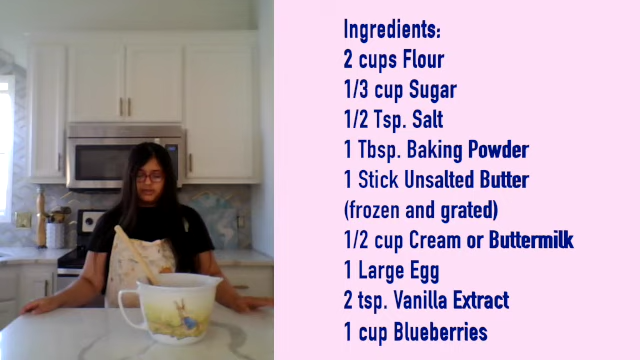 Ingredients:
2 cups Flour
1/3 cup Sugar
1/2 Tsp. Salt
1 Tbsp. Baking Powder
1 Stick Unsalted Butter
(frozen and grated)
1/2 cup Cream or Buttermilk
1 Large Egg
2 tsp. Vanilla Extract
1 cup Blueberries